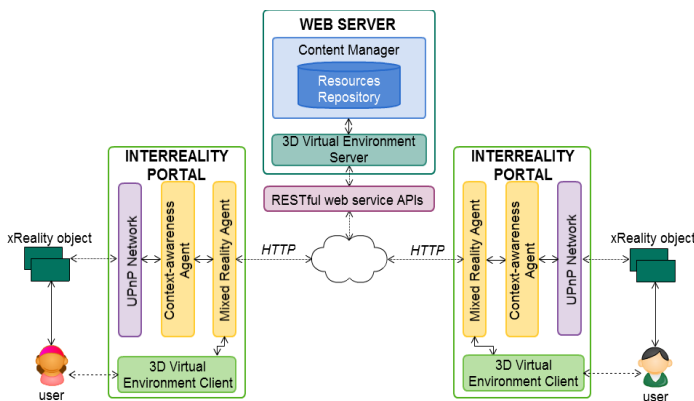 WEB SERVER
Content Manager
Resources
Repository
3D Virtual Environment
Server
RESTful web service APIs
INTERREALITY
PORTAL
xReality object
UPnP Network
Context-awareness
Agent
Mixed Reality Agent
3D Virtual
Environment Client
user
HTTP
HTTP
INTERREALITY
PORTAL
Mixed Reality Agent
Context-awareness
Agent
UPnP Network
xReality object
3D Virtual
Environment Client
user